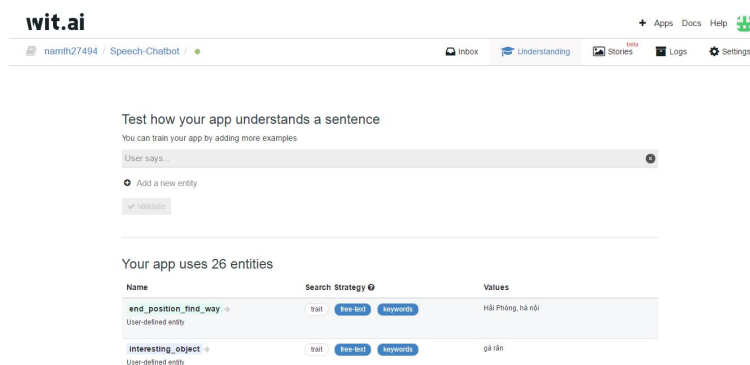 wit.ai
Apps Docs Help
namth27494 / Speech-Chatbot /
Inbox Understanding Stories beta Logs Settings
Test how your app understands a sentence
You can train your app by adding more examples
User says...
Add a new entity
Validate
Your app uses 26 entities
Name Search Strategy Values
end_position_find_way trait free-text keywords Hải Phòng, hà nội
User-defined entity
interesting_object trait free-text keywords gà rán
User-defined entity